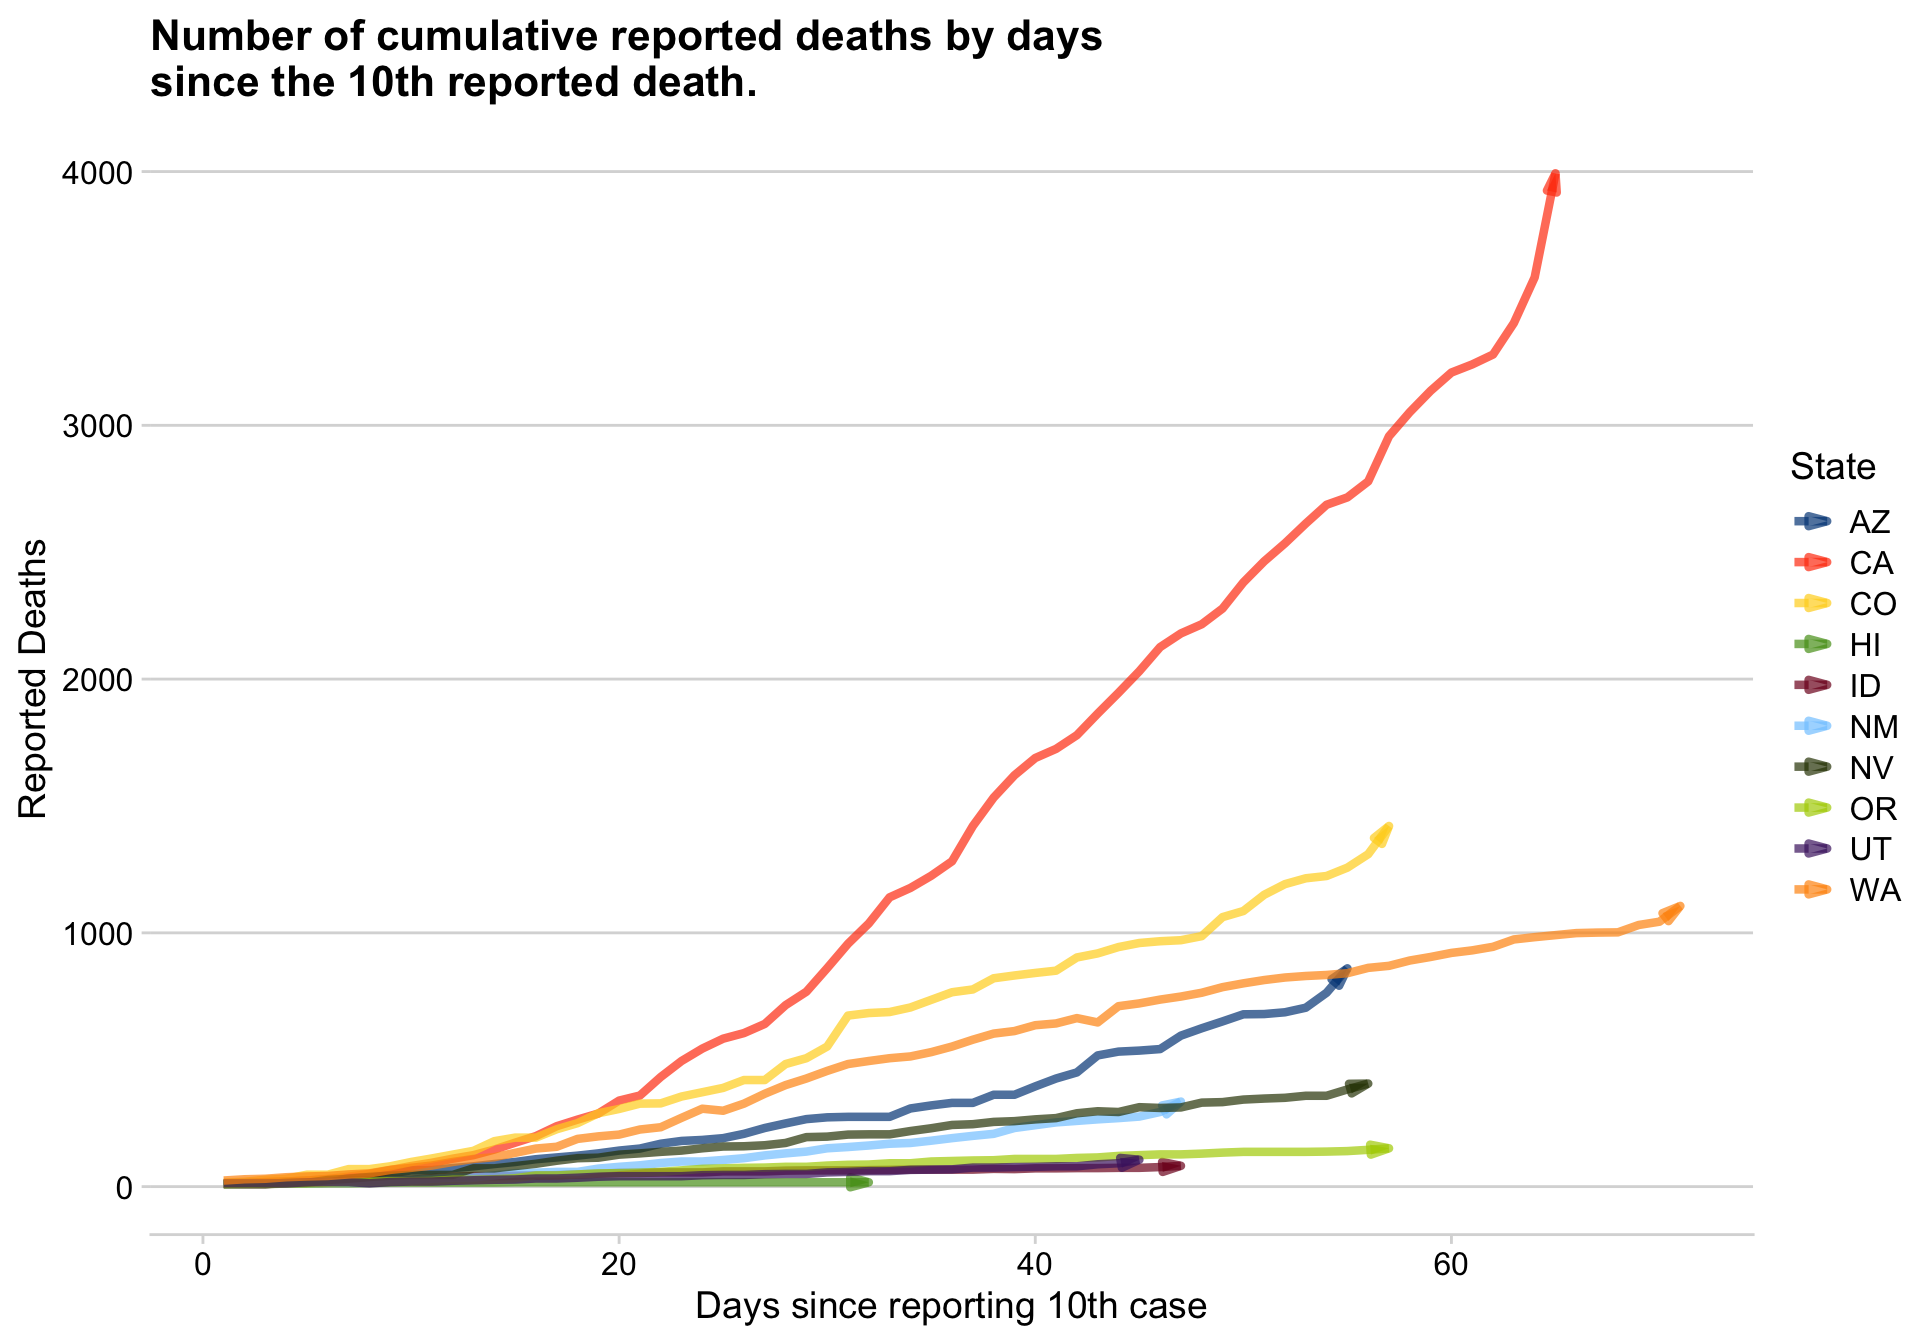 Number of cumulative reported deaths by days
since the 10th reported death.
4000
3000
2000
1000
0
Reported Deaths
0
20
40
60
Days since reporting 10th case
State
AZ
CA
CO
HI
ID
NM
NV
OR
UT
WA